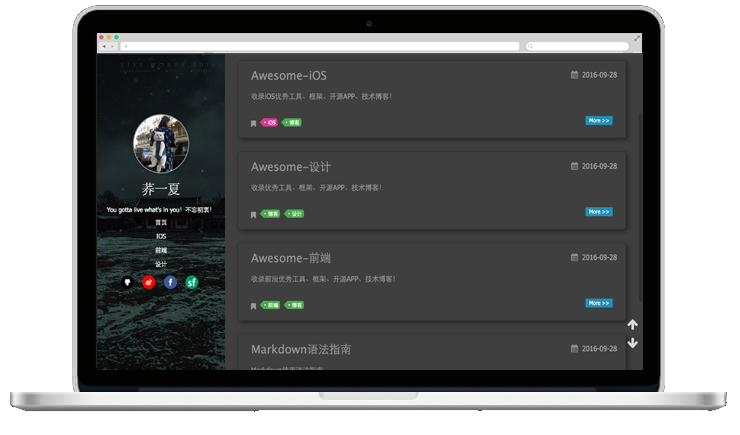 莽一夏
You gotta live what's in you！不忘初衷！
首页
IOS
前端
设计
sf
Awesome-iOS
2016-09-28
收录iOS优秀工具、框架、开源APP、技术博客！
iOS 博客
More >>
Awesome-设计
2016-09-28
收录优秀工具、框架、开源APP、技术博客！
博客 设计
More >>
Awesome-前端
2016-09-28
收录前端优秀工具、框架、开源APP、技术博客！
前端 博客
More >>
Markdown语法指南
2016-09-28